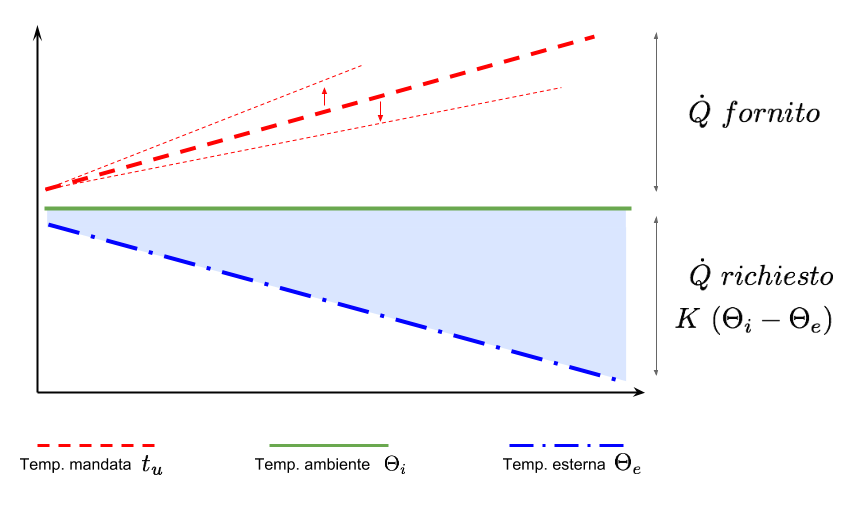 Q̇ fornito
Q̇ richiesto
K (Θᵢ − Θₑ)
Temp. mandata tᵤ
Temp. ambiente Θᵢ
Temp. esterna Θₑ